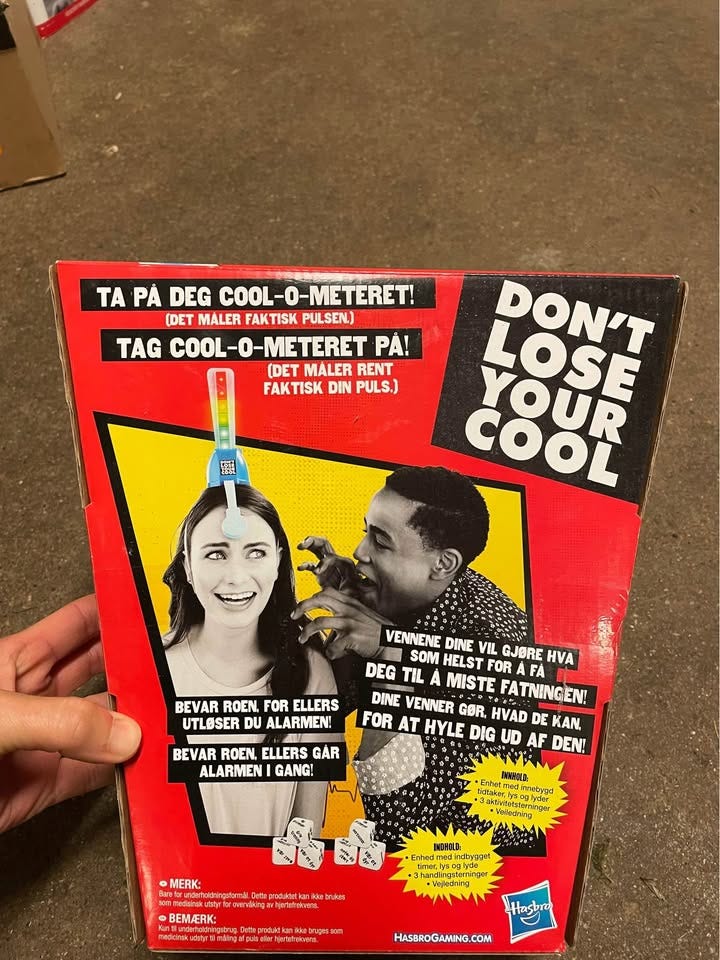 TA PÅ DEG COOL-O-METERET!
(DET MÅLER FAKTISK PULSEN.)
TAG COOL-O-METERET PÅ!
(DET MÅLER RENT
FAKTISK DIN PULS.)
DON'T
LOSE
YOUR
COOL
DON'T
LOSE
YOUR
COOL
VENNENE DINE VIL GJØRE HVA
SOM HELST FOR Å FÅ
DEG TIL Å MISTE FATNINGEN!
DINE VENNER GØR, HVAD DE KAN,
FOR AT HYLE DIG UD AF DEN!
BEVAR ROEN, FOR ELLERS
UTLØSER DU ALARMEN!
BEVAR ROEN, ELLERS GÅR
ALARMEN I GANG!
INNHOLD:
• Enhet med innebygd
tidtaker, lys og lyder
• 3 aktivitetsterninger
• Veiledning
INDHOLD:
• Enhed med indbygget
timer, lys og lyde
• 3 handlingsterninger
• Vejledning
MERK:
Bare for underholdningsformål. Dette produktet kan ikke brukes
som medisinsk utstyr for overvåking av hjertefrekvens.
BEMÆRK:
Kun til underholdningsbrug. Dette produkt kan ikke bruges som
medicinsk udstyr til måling af puls eller hjertefrekvens.
HASBROGAMING.COM
Hasbro